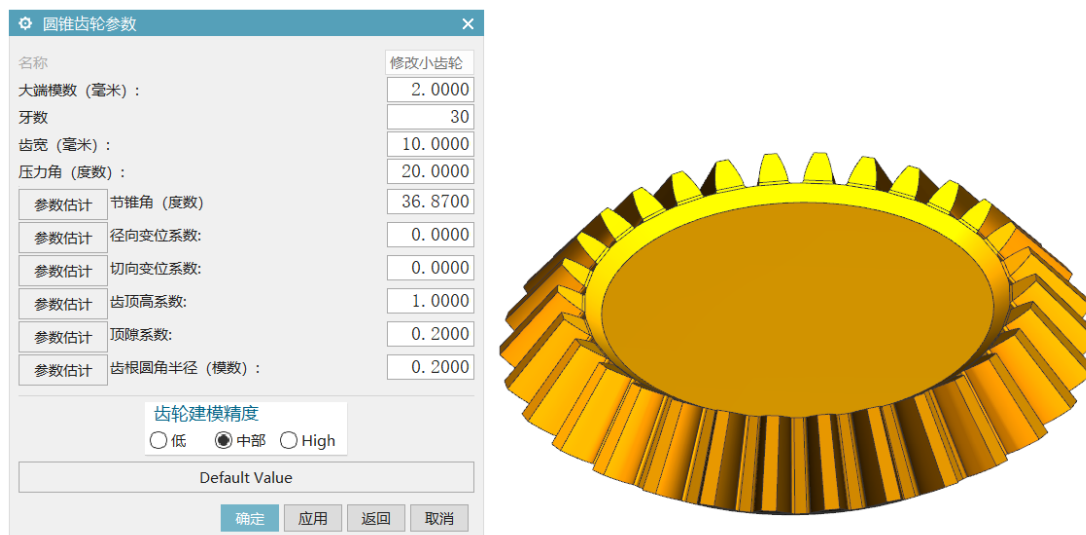 圆锥齿轮参数
名称 修改小齿轮
大端模数（毫米）: 2.0000
牙数 30
齿宽（毫米）: 10.0000
压力角（度数）: 20.0000
参数估计 节锥角（度数） 36.8700
参数估计 径向变位系数: 0.0000
参数估计 切向变位系数: 0.0000
参数估计 齿顶高系数: 1.0000
参数估计 顶隙系数: 0.2000
参数估计 齿根圆角半径（模数）: 0.2000
齿轮建模精度
低 中部 High
Default Value
确定 应用 返回 取消